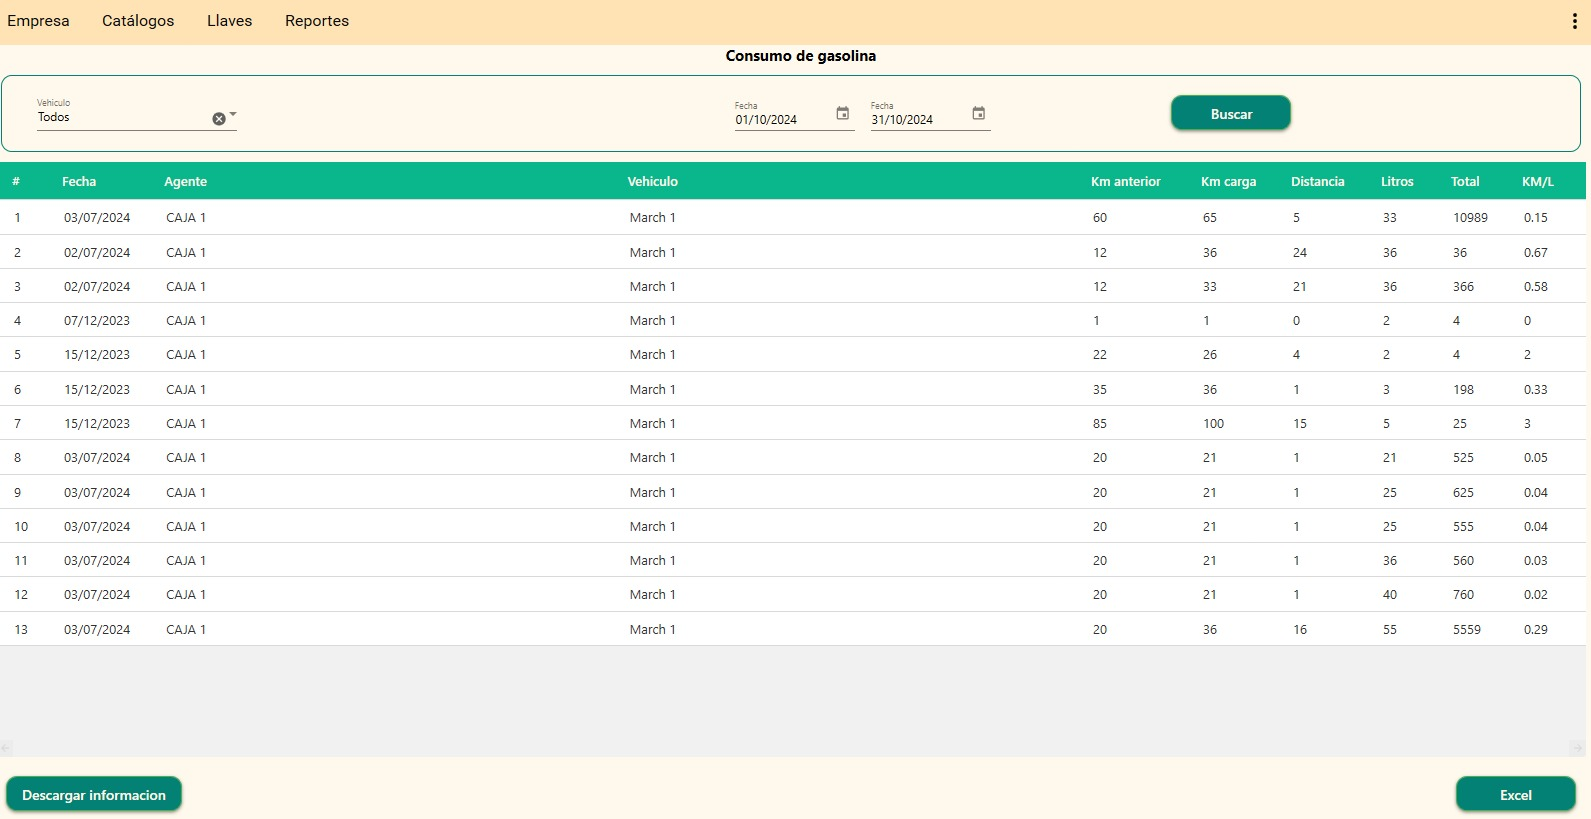 Empresa Catálogos Llaves Reportes
Consumo de gasolina
Vehiculo
Todos
Fecha
01/10/2024
Fecha
31/10/2024
Buscar
# Fecha Agente Vehiculo Km anterior Km carga Distancia Litros Total KM/L
1 03/07/2024 CAJA 1 March 1 60 65 5 33 10989 0.15
2 02/07/2024 CAJA 1 March 1 12 36 24 36 36 0.67
3 02/07/2024 CAJA 1 March 1 12 33 21 36 366 0.58
4 07/12/2023 CAJA 1 March 1 1 1 0 2 4 0
5 15/12/2023 CAJA 1 March 1 22 26 4 2 4 2
6 15/12/2023 CAJA 1 March 1 35 36 1 3 198 0.33
7 15/12/2023 CAJA 1 March 1 85 100 15 5 25 3
8 03/07/2024 CAJA 1 March 1 20 21 1 21 525 0.05
9 03/07/2024 CAJA 1 March 1 20 21 1 25 625 0.04
10 03/07/2024 CAJA 1 March 1 20 21 1 25 555 0.04
11 03/07/2024 CAJA 1 March 1 20 21 1 36 560 0.03
12 03/07/2024 CAJA 1 March 1 20 21 1 40 760 0.02
13 03/07/2024 CAJA 1 March 1 20 36 16 55 5559 0.29
Descargar informacion
Excel